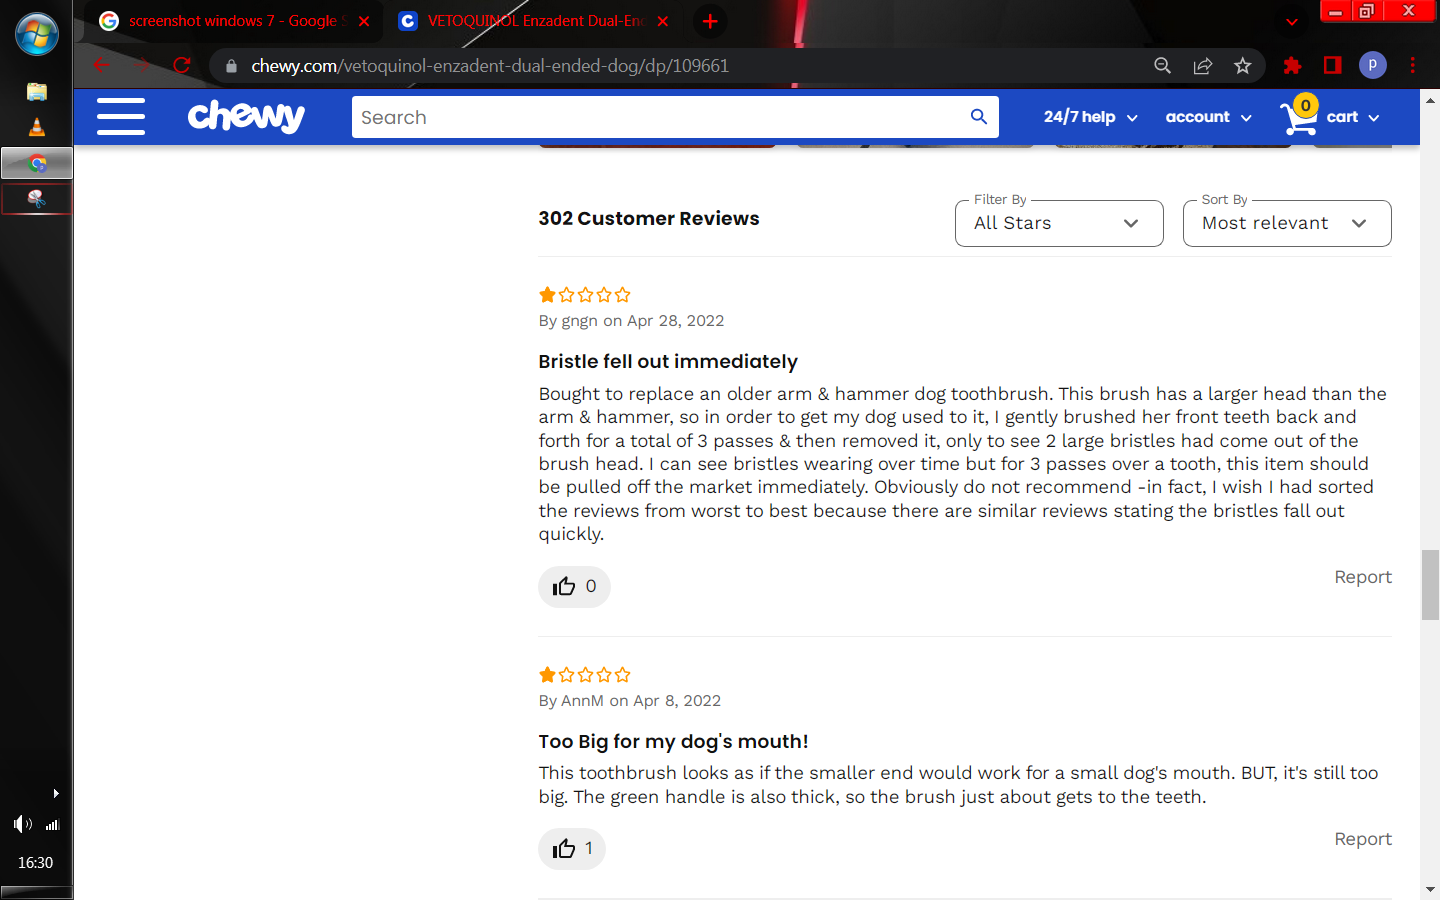 screenshot windows 7 - Google S
VETOQUINOL Enzadent Dual-End
chewy.com/vetoquinol-enzadent-dual-ended-dog/dp/109661
p
chewy
Search
24/7 help
account
0
cart
302 Customer Reviews
Filter By
All Stars
Sort By
Most relevant
By gngn on Apr 28, 2022
Bristle fell out immediately
Bought to replace an older arm & hammer dog toothbrush. This brush has a larger head than the
arm & hammer, so in order to get my dog used to it, I gently brushed her front teeth back and
forth for a total of 3 passes & then removed it, only to see 2 large bristles had come out of the
brush head. I can see bristles wearing over time but for 3 passes over a tooth, this item should
be pulled off the market immediately. Obviously do not recommend -in fact, I wish I had sorted
the reviews from worst to best because there are similar reviews stating the bristles fall out
quickly.
0
Report
By AnnM on Apr 8, 2022
Too Big for my dog's mouth!
This toothbrush looks as if the smaller end would work for a small dog's mouth. BUT, it's still too
big. The green handle is also thick, so the brush just about gets to the teeth.
1
Report
16:30